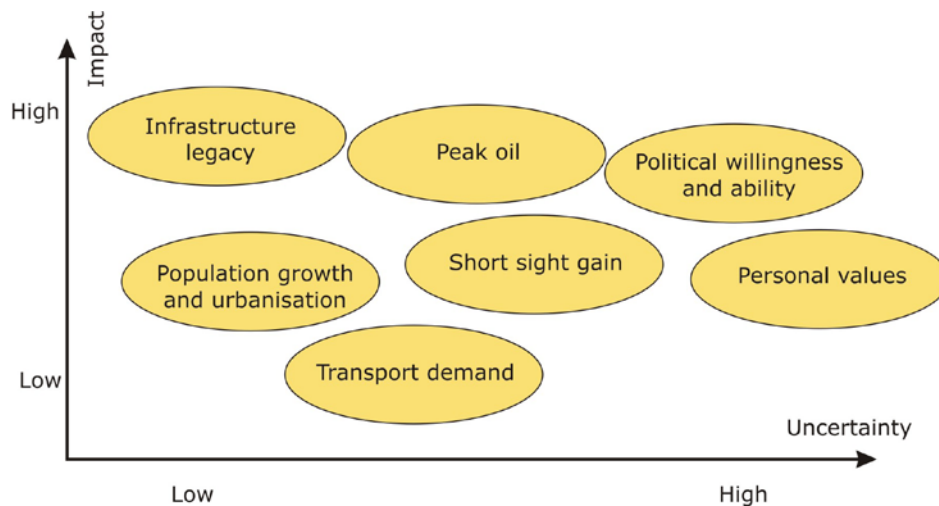 Impact
High
Infrastructure
legacy
Peak oil
Political willingness
and ability
Population growth
and urbanisation
Short sight gain
Personal values
Transport demand
Low
Uncertainty
Low
High